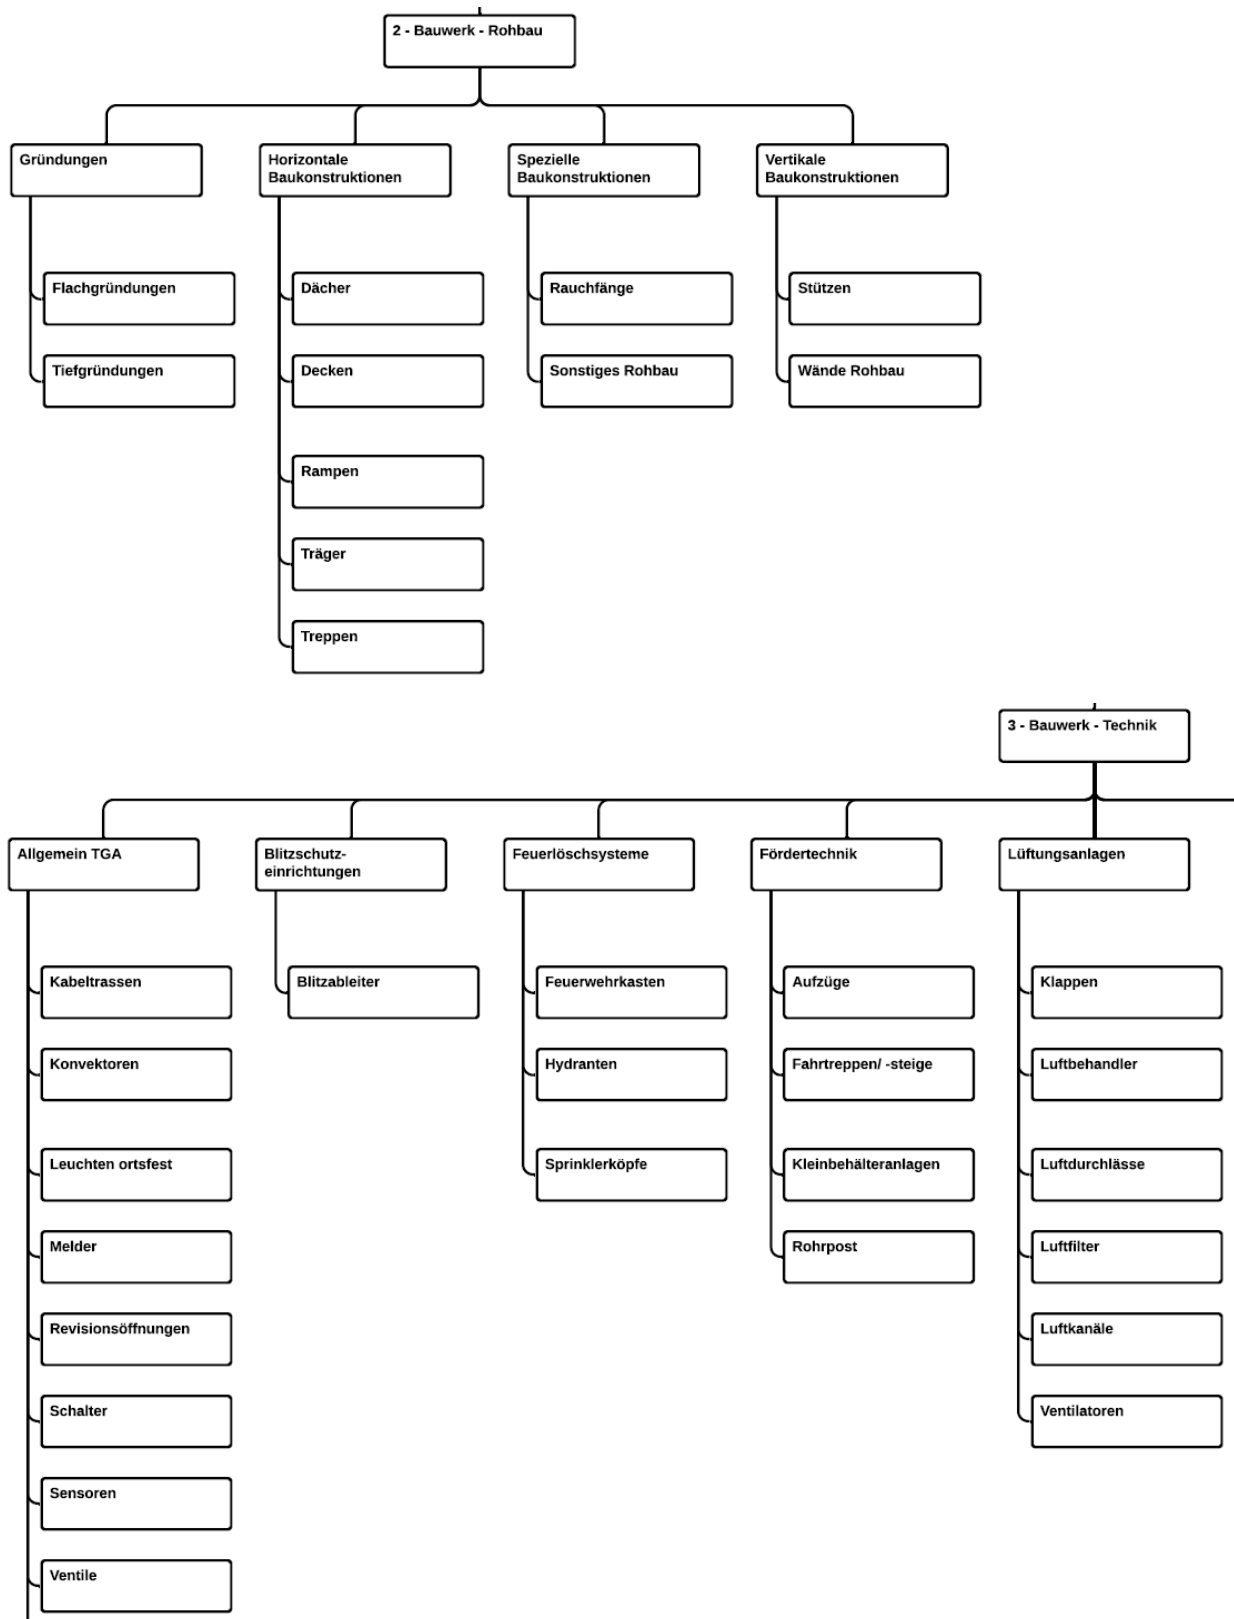 2 - Bauwerk - Rohbau
Gründungen
Horizontale
Baukonstruktionen
Spezielle
Baukonstruktionen
Vertikale
Baukonstruktionen
Flachgründungen
Dächer
Rauchfänge
Stützen
Tiefgründungen
Decken
Sonstiges Rohbau
Wände Rohbau
Rampen
Träger
Treppen
3 - Bauwerk - Technik
Allgemein TGA
Blitzschutz-
einrichtungen
Feuerlöschsysteme
Fördertechnik
Lüftungsanlagen
Kabeltrassen
Blitzableiter
Feuerwehrkasten
Aufzüge
Klappen
Konvektoren
Hydranten
Fahrtreppen/ -steige
Luftbehandler
Leuchten ortsfest
Sprinklerköpfe
Kleinbehälteranlagen
Luftdurchlässe
Melder
Rohrpost
Luftfilter
Revisionsöffnungen
Luftkanäle
Schalter
Ventilatoren
Sensoren
Ventile